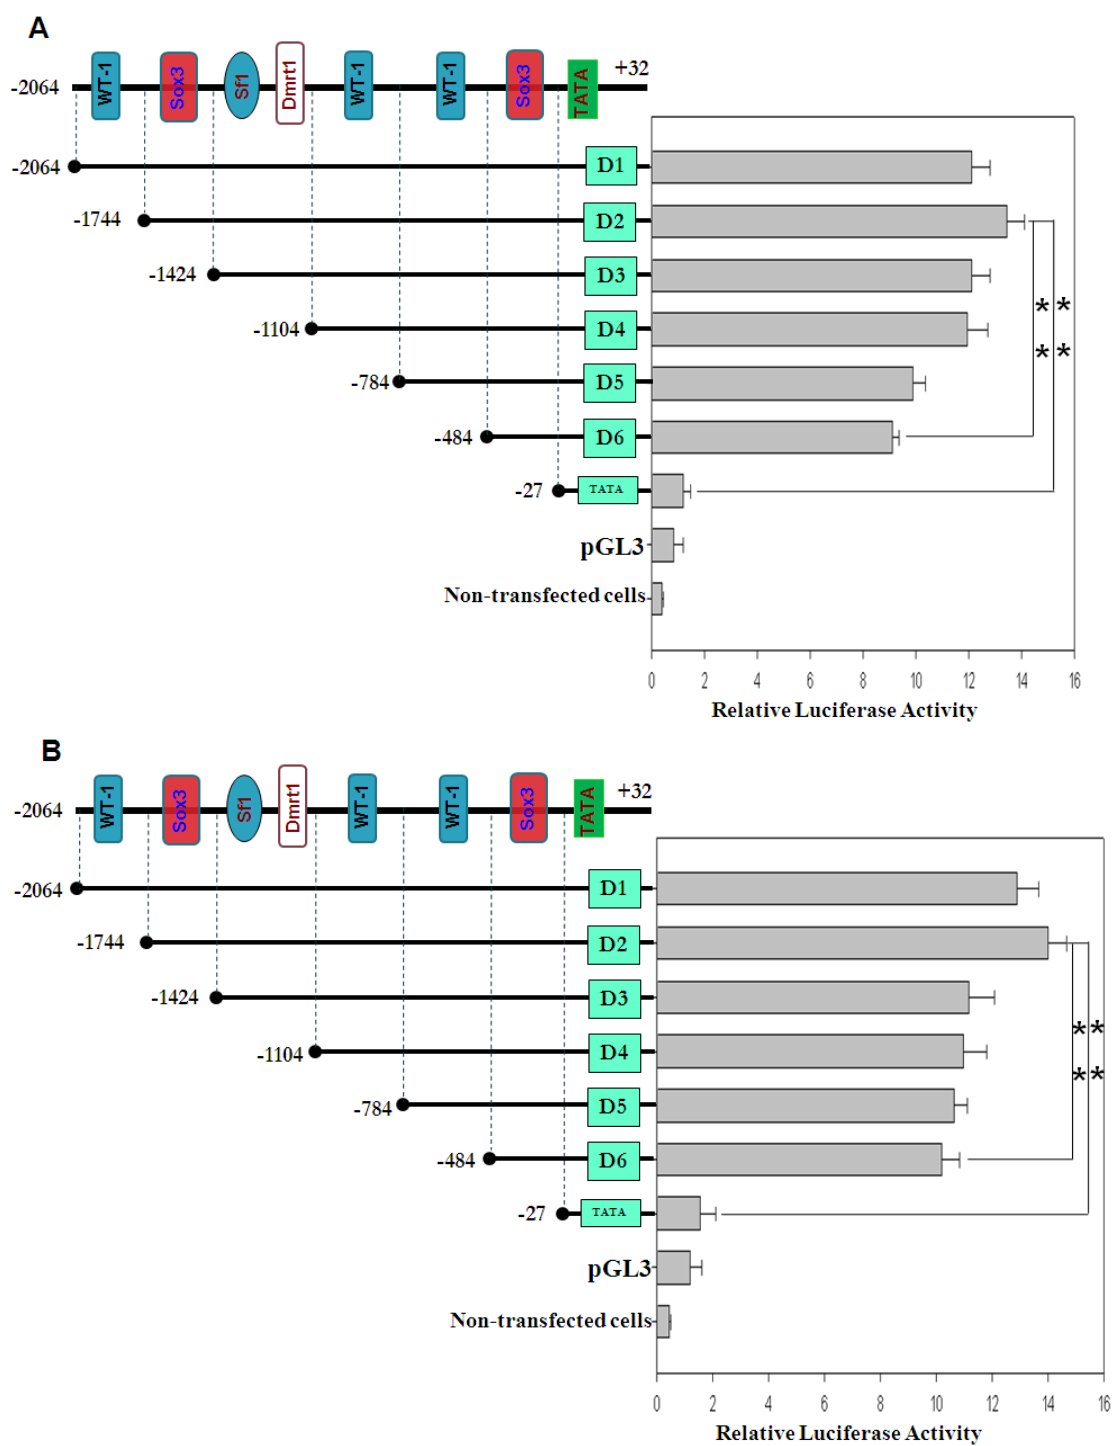 A
-2064 WT-1 Sox3 Sf1 Dmrt1 WT-1 WT-1 Sox3 TATA +32
-2064 D1
-1744 D2
-1424 D3
* *
-1104 D4
* *
-784 D5
-484 D6
-27 TATA
pGL3
Non-transfected cells
0 2 4 6 8 10 12 14 16
Relative Luciferase Activity
B
-2064 WT-1 Sox3 Sf1 Dmrt1 WT-1 WT-1 Sox3 TATA +32
-2064 D1
-1744 D2
-1424 D3
* *
-1104 D4
* *
-784 D5
-484 D6
-27 TATA
pGL3
Non-transfected cells
0 2 4 6 8 10 12 14 16
Relative Luciferase Activity